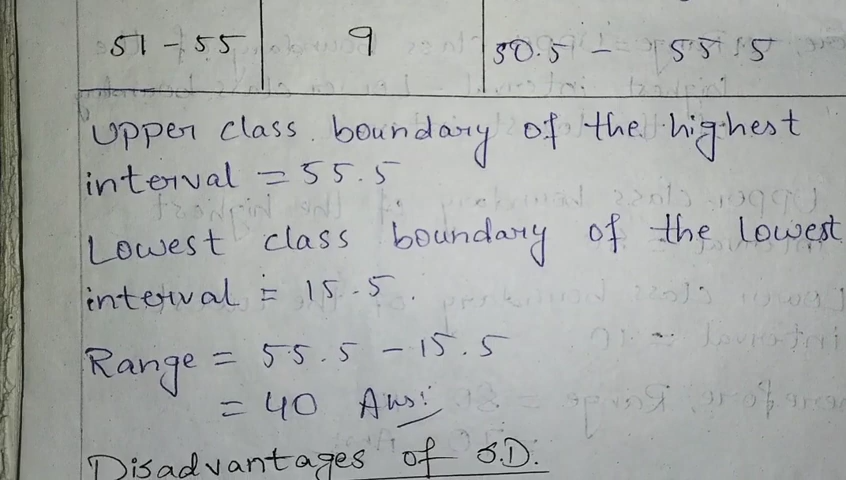 51 - 55 9 50.5 - 55.5
Upper class boundary of the highest
interval = 55.5
Lowest class boundary of the lowest
interval = 15.5.
Range = 55.5 - 15.5
= 40 Ans:
Disadvantages of S.D.